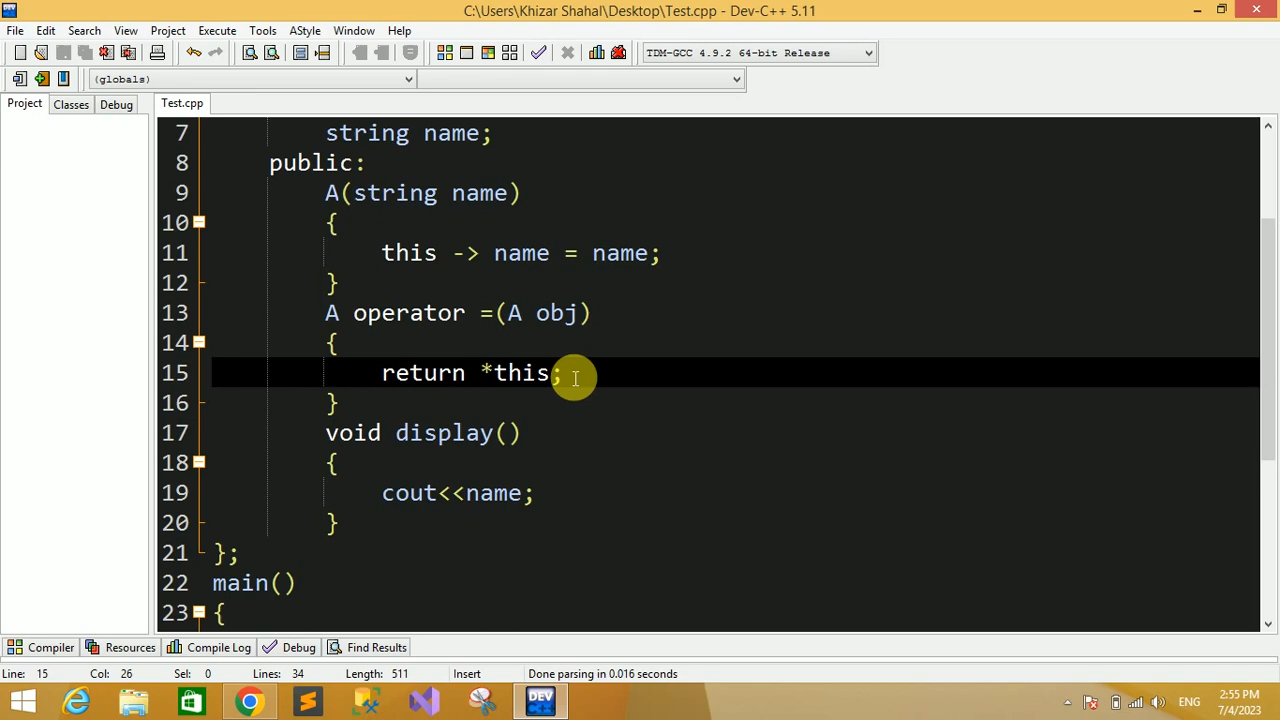 C:\Users\Khizar Shahal\Desktop\Test.cpp - Dev-C++ 5.11
File Edit Search View Project Execute Tools AStyle Window Help
TDM-GCC 4.9.2 64-bit Release
(globals)
Project Classes Debug Test.cpp
7 string name;
8 public:
9 A(string name)
10 {
11 this -> name = name;
12 }
13 A operator =(A obj)
14 {
15 return *this;
16 }
17 void display()
18 {
19 cout<<name;
20 }
21 };
22 main()
23 {
Compiler Resources Compile Log Debug Find Results
Line: 15 Col: 26 Sel: 0 Lines: 34 Length: 511 Insert Done parsing in 0.016 seconds
DEV
ENG
2:55 PM
7/4/2023